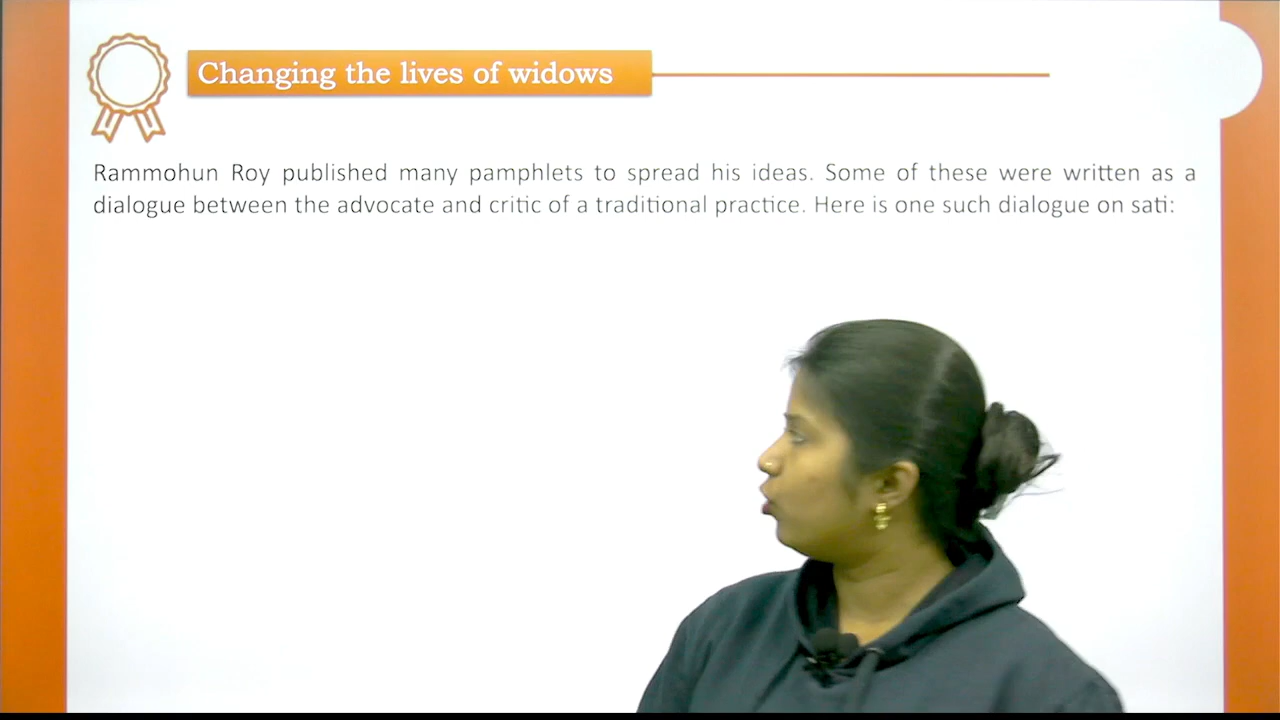 Changing the lives of widows
Rammohun Roy published many pamphlets to spread his ideas. Some of these were written as a
dialogue between the advocate and critic of a traditional practice. Here is one such dialogue on sati: